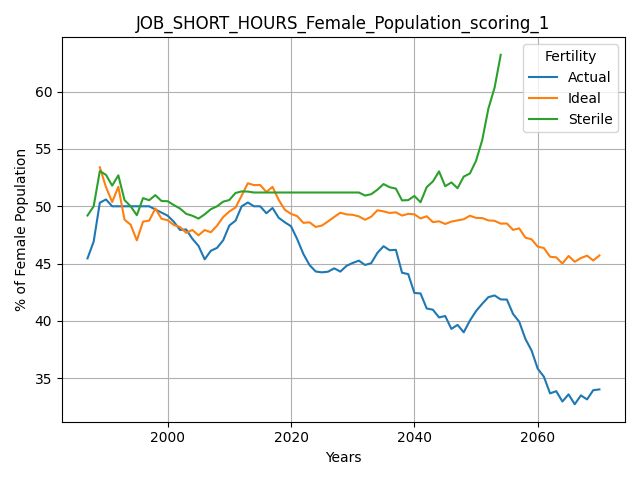 JOB_SHORT_HOURS_Female_Population_scoring_1
Fertility
Actual
Ideal
Sterile
% of Female Population
60
55
50
45
40
35
2000
2020
2040
2060
Years